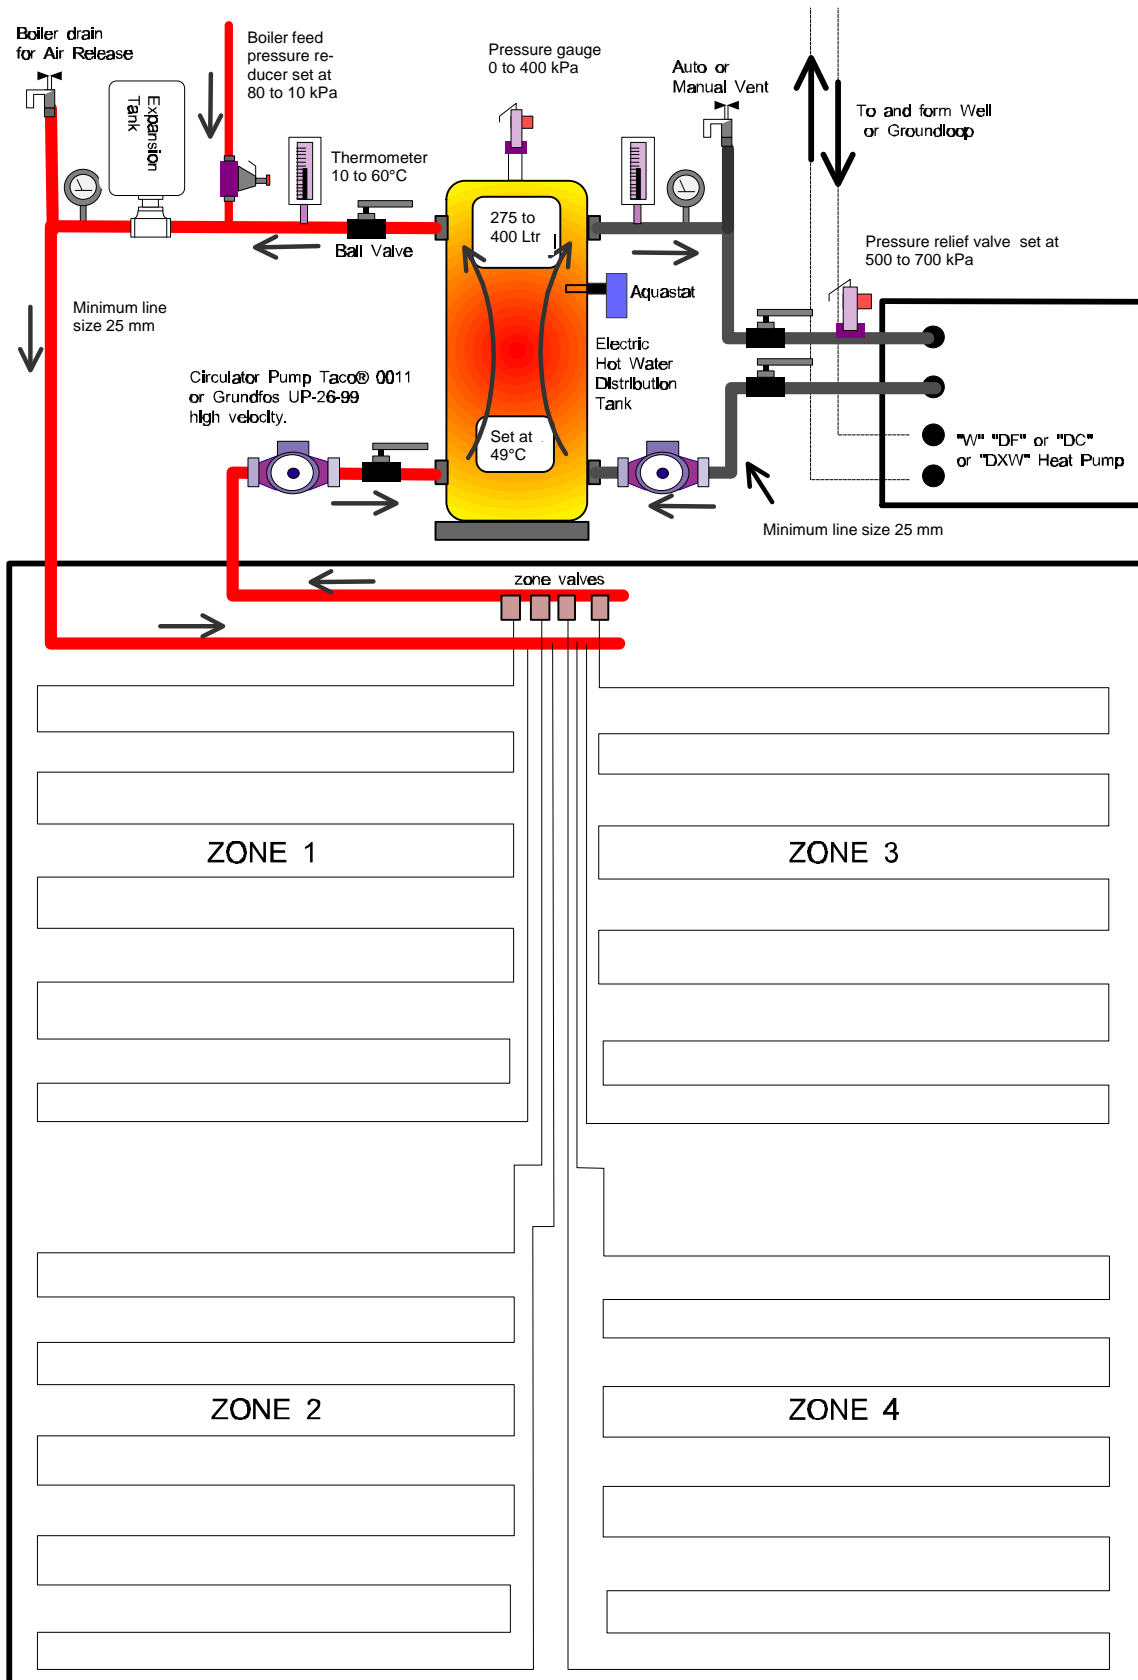 Boiler drain
for Air Release
Boiler feed
pressure re-
ducer set at
80 to 10 kPa
Expansion
Tank
Pressure gauge
0 to 400 kPa
Auto or
Manual Vent
To and form Well
or Groundloop
Thermometer
10 to 60°C
Ball Valve
275 to
400 Ltr
Pressure relief valve set at
500 to 700 kPa
Aquastat
Minimum line
size 25 mm
Electric
Hot Water
Distribution
Tank
Circulator Pump Taco® 0011
or Grundfos UP-26-99
high velocity.
Set at
49°C
"W" "DF" or "DC"
or "DXW" Heat Pump
Minimum line size 25 mm
zone valves
ZONE 1
ZONE 3
ZONE 2
ZONE 4